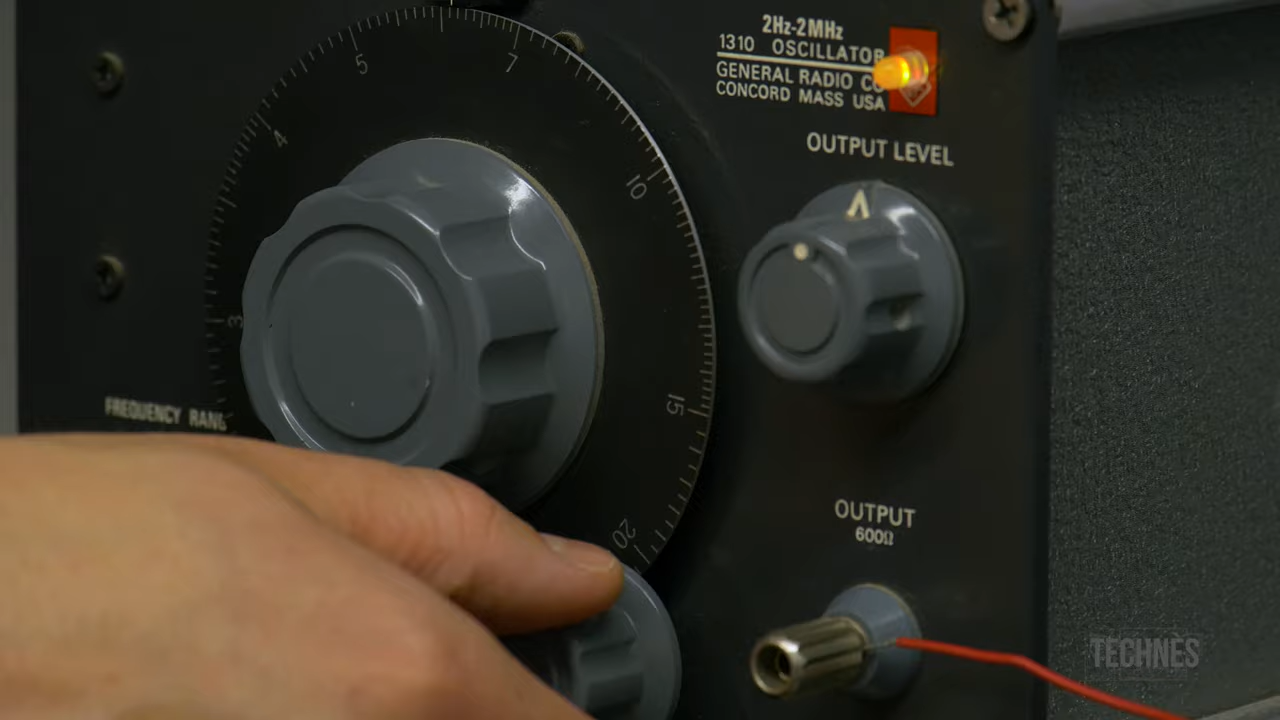 2Hz-2MHz
1310 OSCILLATOR
GENERAL RADIO
CONCORD MASS USA
OUTPUT LEVEL
5
7
4
10
3
15
FREQUENCY
20
OUTPUT
600Ω
TECHNES